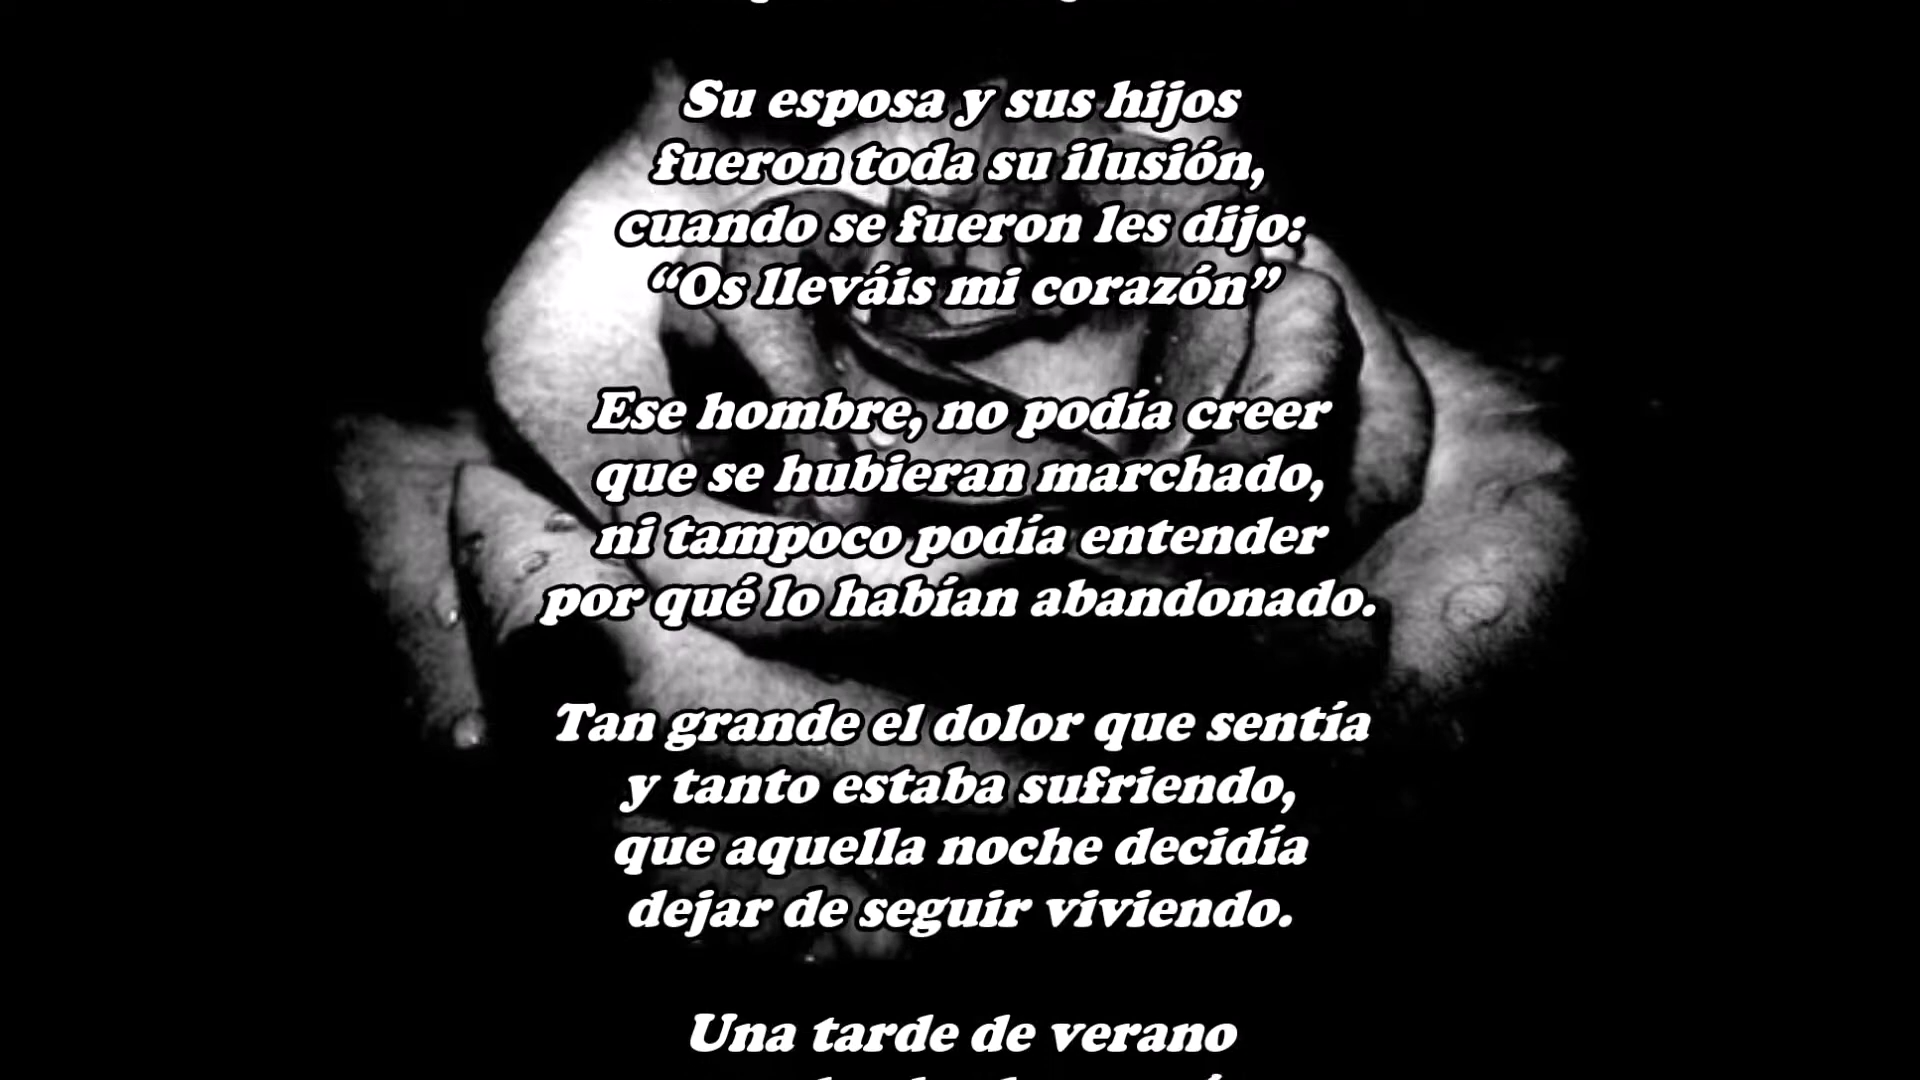 Su esposa y sus hijos
fueron toda su ilusión,
cuando se fueron les dijo:
“Os lleváis mi corazón”
Ese hombre, no podía creer
que se hubieran marchado,
ni tampoco podía entender
por qué lo habían abandonado.
Tan grande el dolor que sentía
y tanto estaba sufriendo,
que aquella noche decidía
dejar de seguir viviendo.
Una tarde de verano